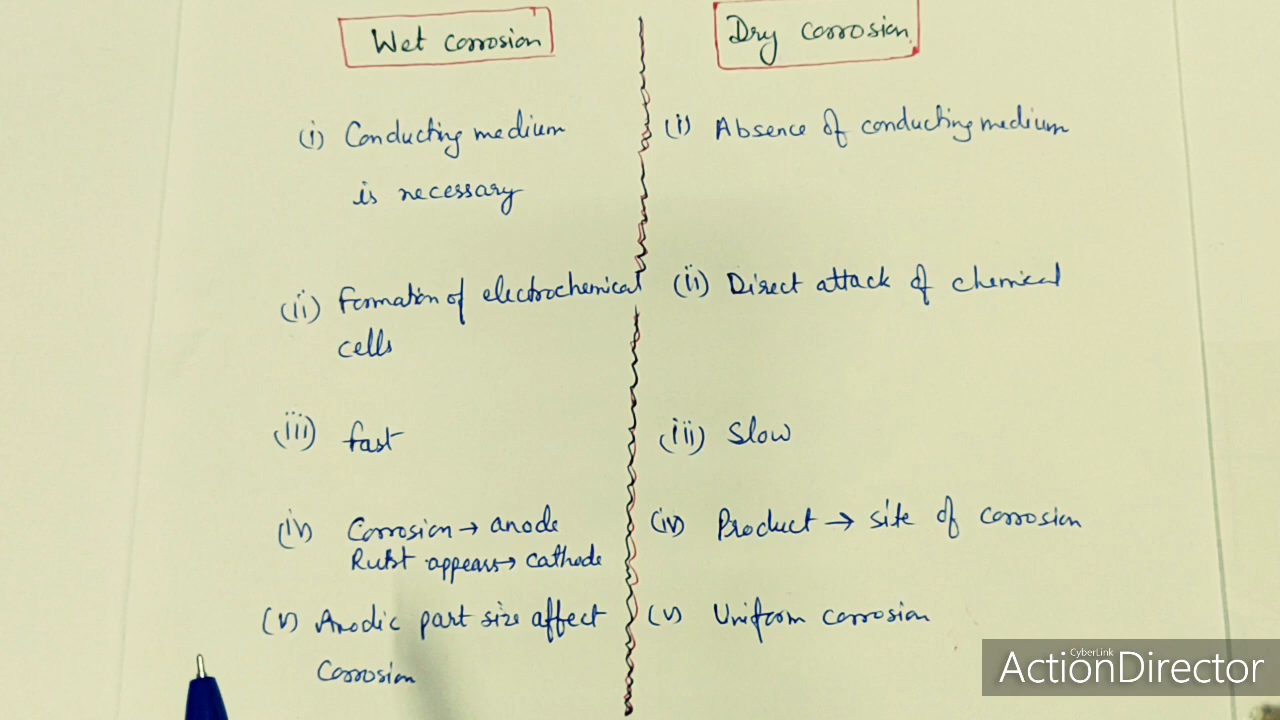 Wet corrosion
(i) Conducting medium
is necessary
(ii) Formation of electrochemical
cells
(iii) fast
(iv) Corrosion → anode
Rust appears → cathode
(v) Anodic part size affect
Corrosion
Dry corrosion
(i) Absence of conducting medium
(ii) Direct attack of chemical
(iii) Slow
(iv) Product → site of corrosion
(v) Uniform corrosion
CyberLink
ActionDirector